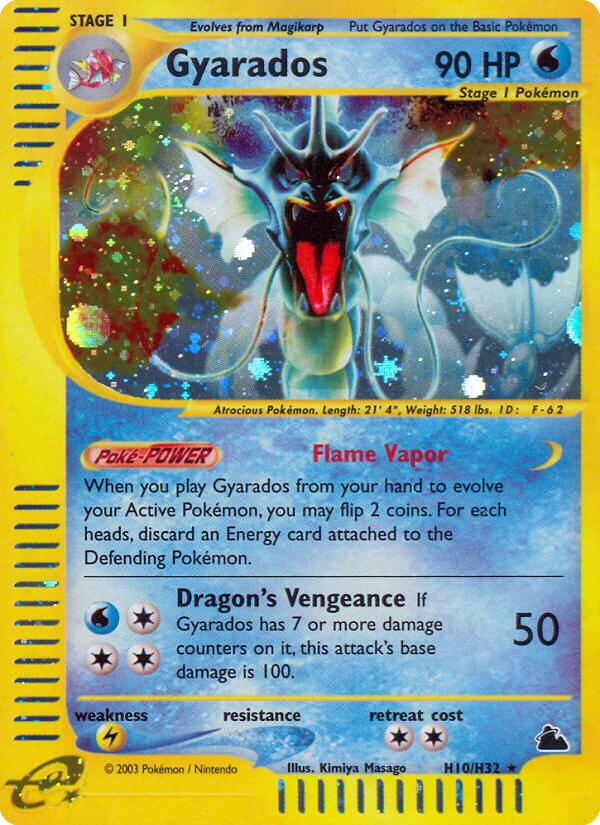 STAGE 1
Evolves from Magikarp
Put Gyarados on the Basic Pokémon
Gyarados
90 HP
Stage 1 Pokémon
Atrocious Pokémon. Length: 21' 4", Weight: 518 lbs. ID: F-62
Poké-POWER
Flame Vapor
When you play Gyarados from your hand to evolve
your Active Pokémon, you may flip 2 coins. For each
heads, discard an Energy card attached to the
Defending Pokémon.
Dragon's Vengeance If
Gyarados has 7 or more damage
counters on it, this attack's base
damage is 100.
50
weakness
resistance
retreat cost
© 2003 Pokémon / Nintendo
Illus. Kimiya Masago
H10/H32 ★
e